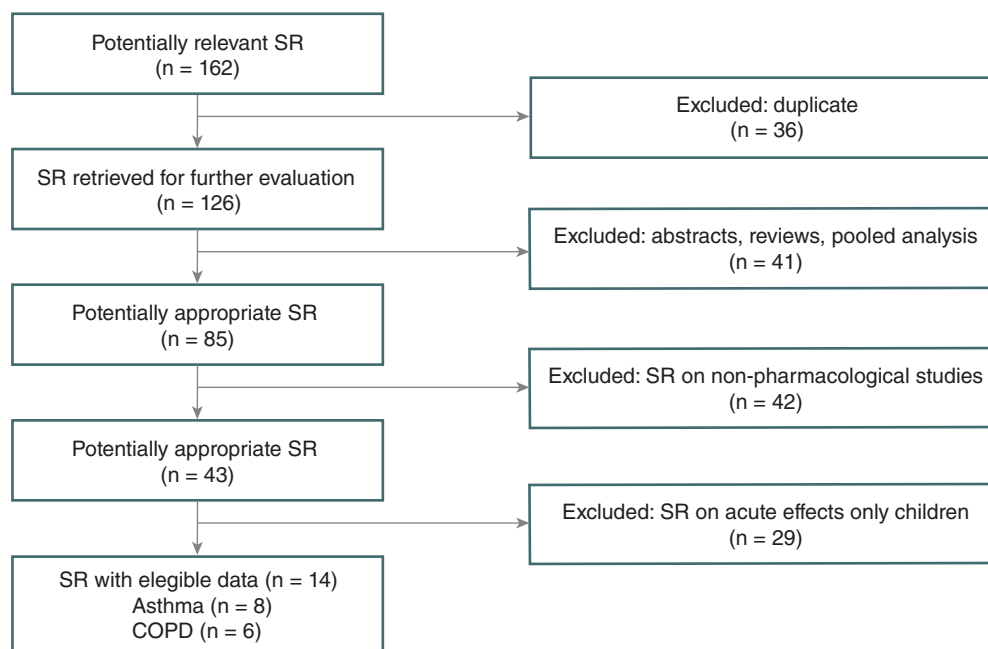 Potentially relevant SR
(n = 162)
Excluded: duplicate
(n = 36)
SR retrieved for further evaluation
(n = 126)
Excluded: abstracts, reviews, pooled analysis
(n = 41)
Potentially appropriate SR
(n = 85)
Excluded: SR on non-pharmacological studies
(n = 42)
Potentially appropriate SR
(n = 43)
Excluded: SR on acute effects only children
(n = 29)
SR with elegible data (n = 14)
Asthma (n = 8)
COPD (n = 6)